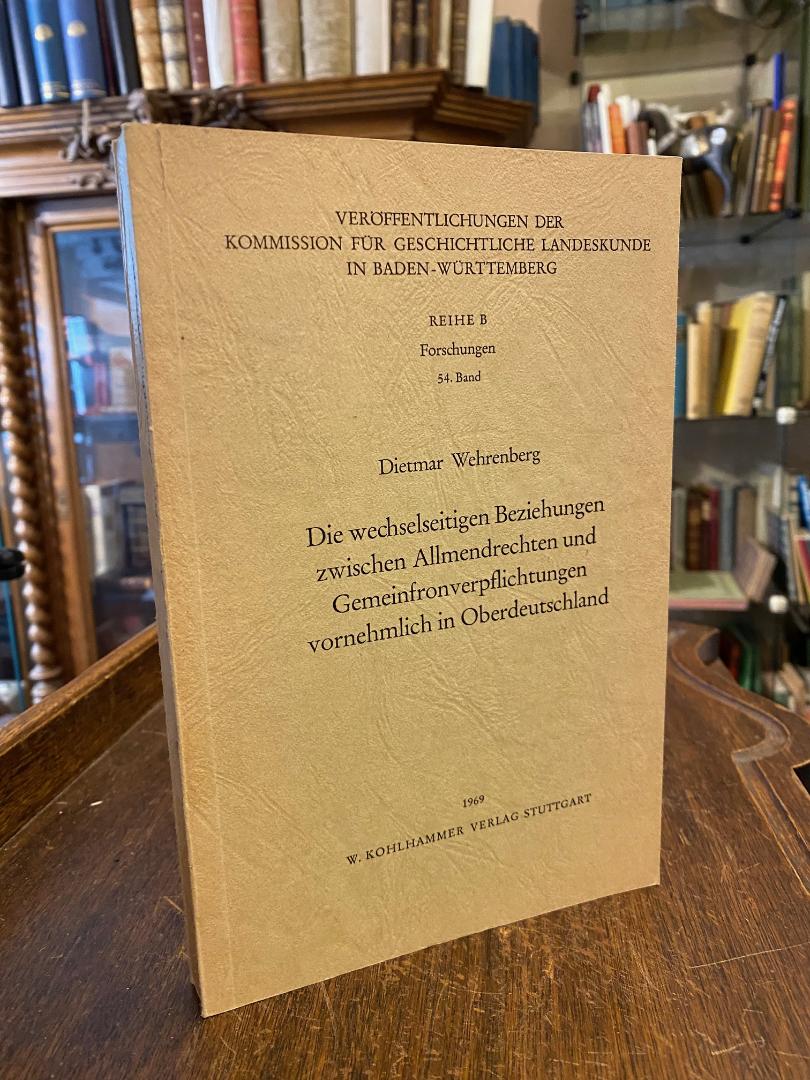 VERÖFFENTLICHUNGEN DER
KOMMISSION FÜR GESCHICHTLICHE LANDESKUNDE
IN BADEN-WÜRTTEMBERG
REIHE B
Forschungen
54. Band
Dietmar Wehrenberg
Die wechselseitigen Beziehungen
zwischen Allmendrechten und
Gemeinfronverpflichtungen
vornehmlich in Oberdeutschland
1969
W. KOHLHAMMER VERLAG STUTTGART